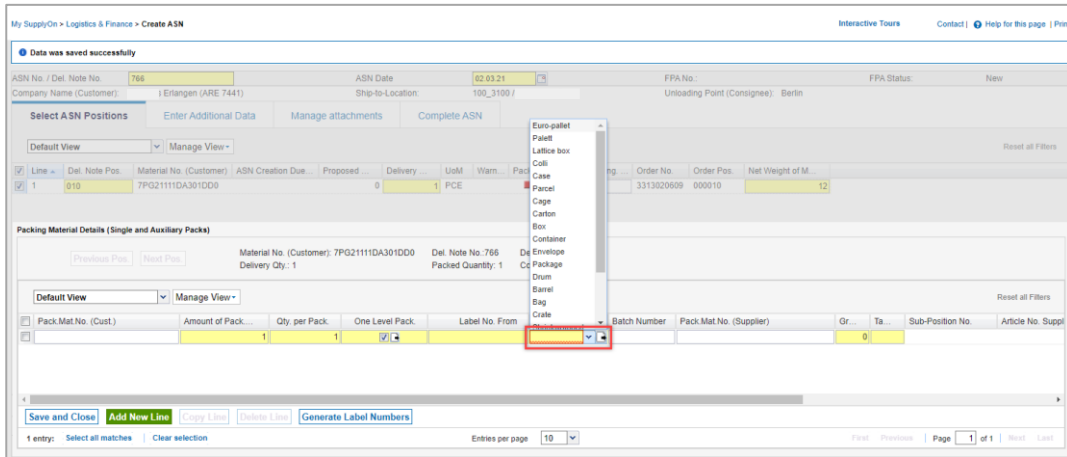 My SupplyOn > Logistics & Finance > Create ASN
Interactive Tours Contact | Help for this page | Prin
Data was saved successfully
ASN No. / Del. Note No. 766 ASN Date 02.03.21 FPA No.: FPA Status: New
Company Name (Customer): Erlangen (ARE 7441) Ship-to-Location: 100_3100 / Unloading Point (Consignee): Berlin
Select ASN Positions Enter Additional Data Manage attachments Complete ASN
Default View Manage View Reset all Filters
Line Del. Note Pos. Material No. (Customer) ASN Creation Due... Proposed ... Delivery ... UoM Warn... Pac ng. ... Order No. Order Pos. Net Weight of M...
1 010 7PG21111DA301DD0 0 1 PCE 3313020609 000010 12
Euro-pallet
Palett
Lattice box
Colli
Case
Parcel
Cage
Carton
Box
Container
Envelope
Package
Drum
Barrel
Bag
Crate
Packing Material Details (Single and Auxiliary Packs)
Previous Pos. Next Pos.
Material No. (Customer): 7PG21111DA301DD0 Del. Note No.:766 De
Delivery Qty.: 1 Packed Quantity: 1 Co
Default View Manage View Reset all Filters
Pack.Mat.No. (Cust.) Amount of Pack.... Qty. per Pack. One Level Pack. Label No. From Batch Number Pack.Mat.No. (Supplier) Gr... Ta... Sub-Position No. Article No. Suppl
1 1 0
Save and Close Add New Line Copy Line Delete Line Generate Label Numbers
1 entry: Select all matches | Clear selection Entries per page 10 First Previous | Page 1 of 1 | Next Last